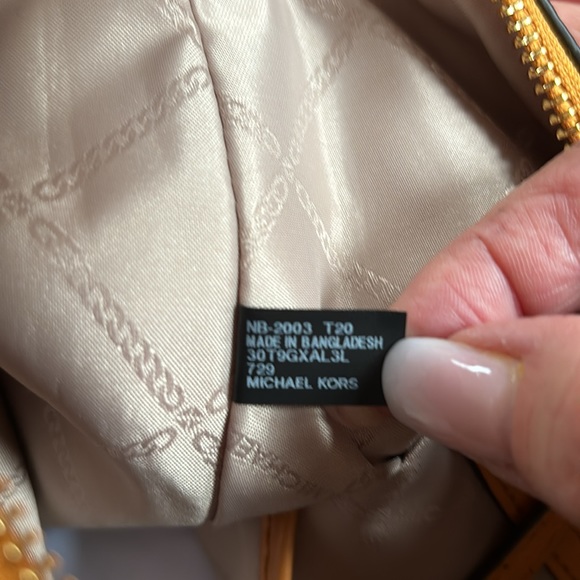 NB-2003 T20
MADE IN BANGLADESH
30T9GXAL3L
729
MICHAEL KORS